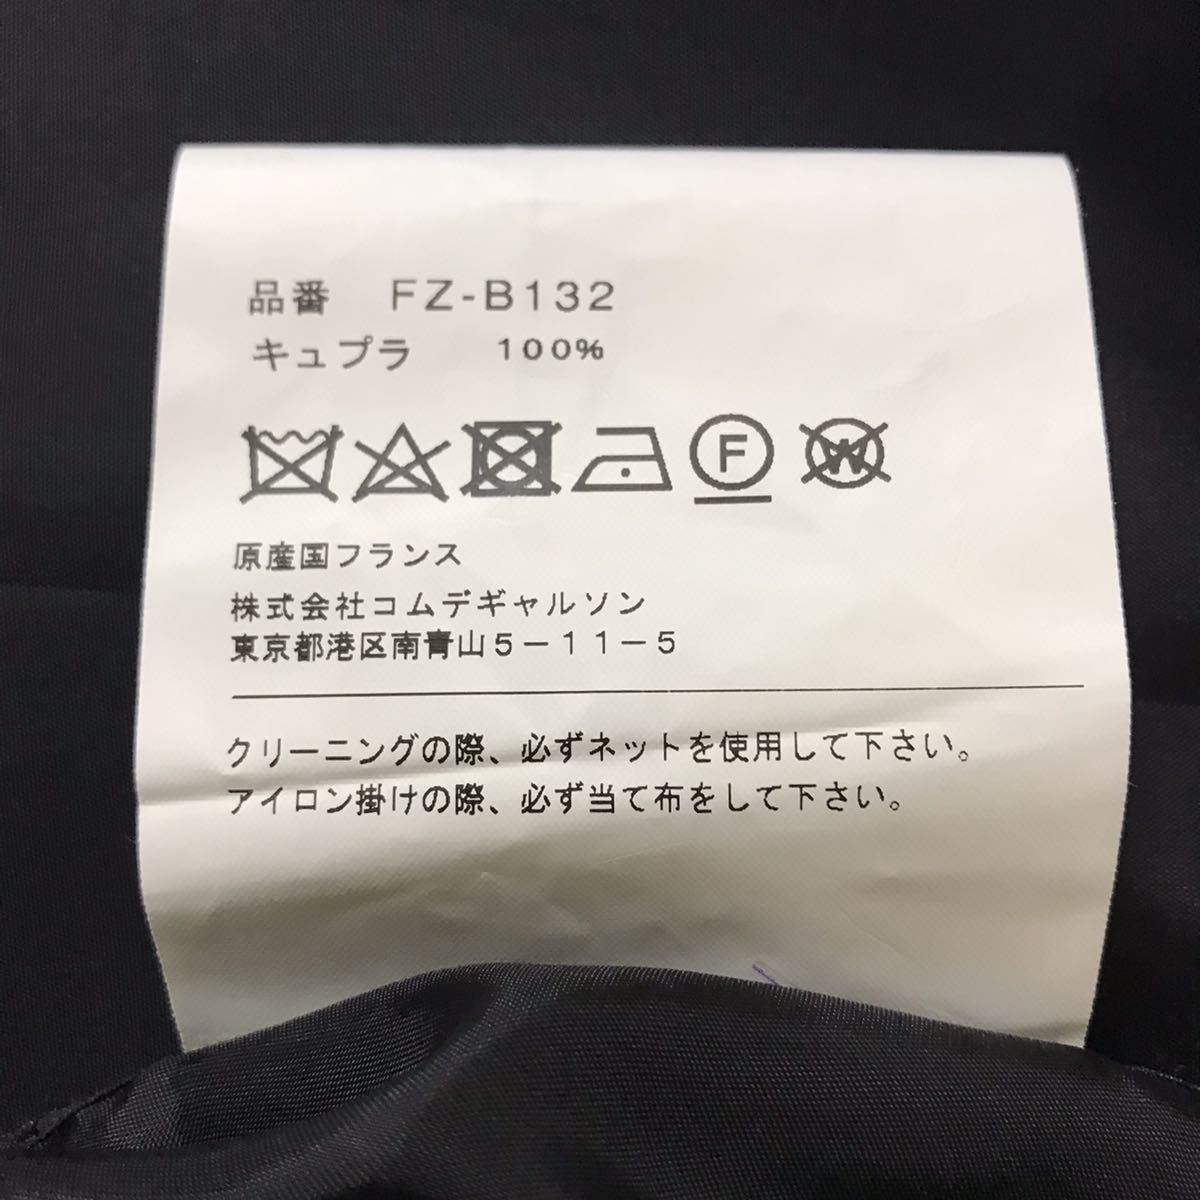 品番　FZ-B132
キュプラ　100%
F W
原産国フランス
株式会社コムデギャルソン
東京都港区南青山5-11-5
クリーニングの際、必ずネットを使用して下さい。
アイロン掛けの際、必ず当て布をして下さい。